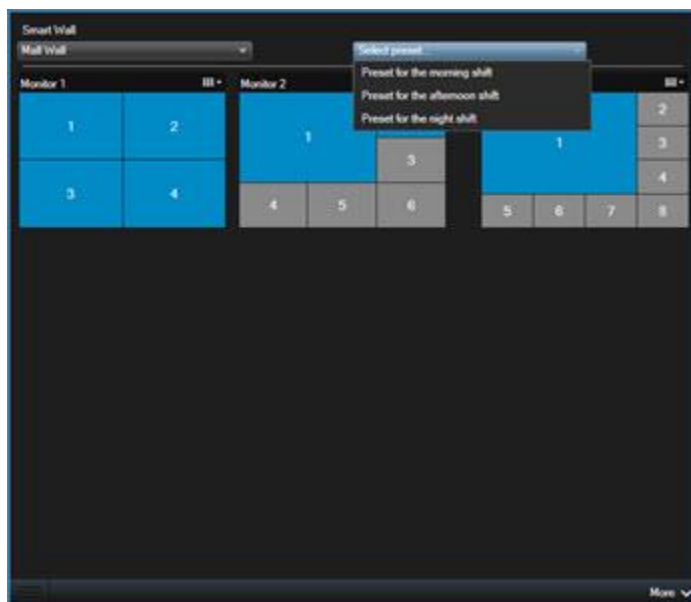 Smart Wall
Mall Wall
Select preset...
Preset for the morning shift
Preset for the afternoon shift
Preset for the night shift
Monitor 1
Monitor 2
1 2
3 4
1
3
4 5 6
1 2
3
4
5 6 7 8
More